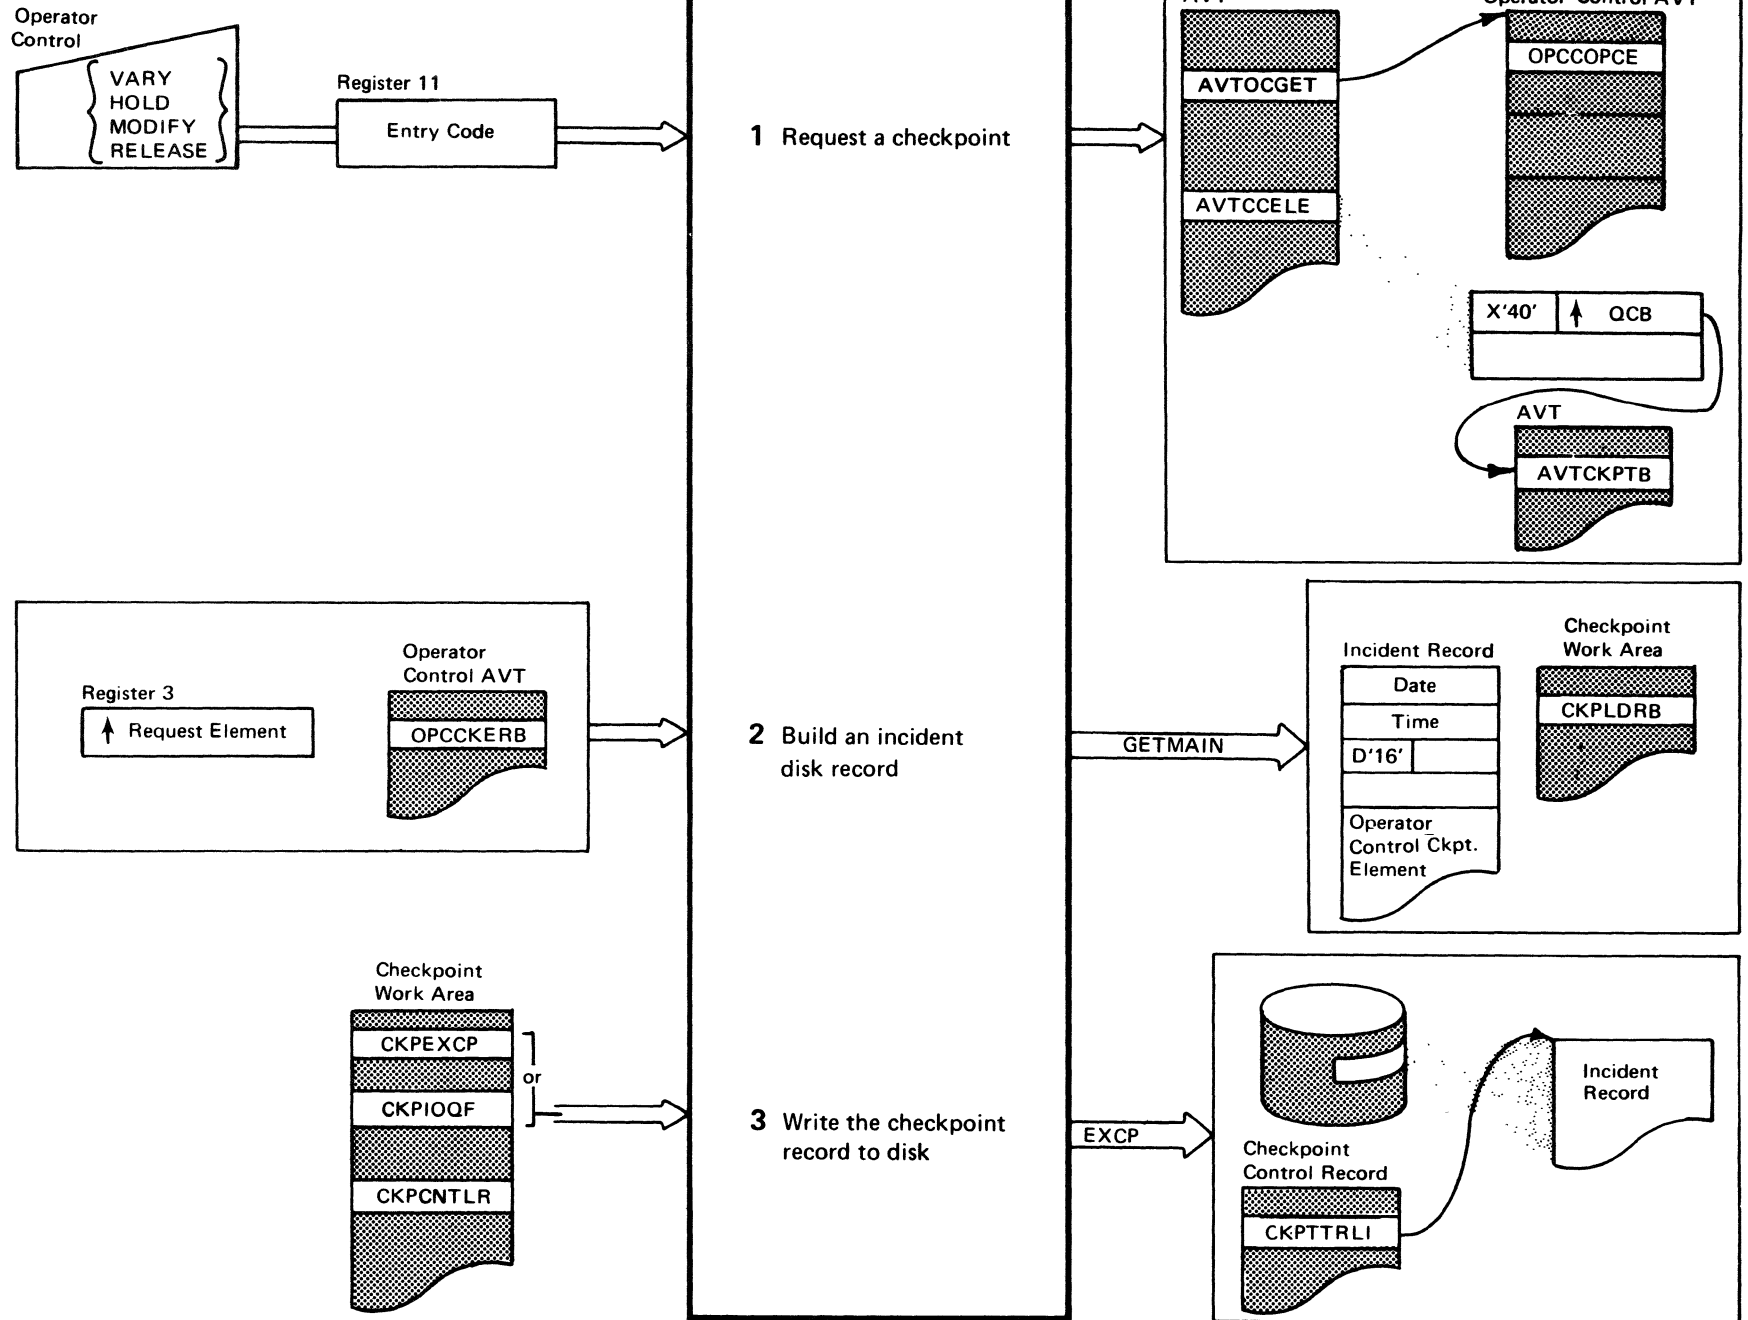 Operator
Control
VARY
HOLD
MODIFY
RELEASE
Register 11
Entry Code
1 Request a checkpoint
Operator Control AVT
AVTOCGET
AVTCCELE
OPCCOPCE
X'40' QCB
AVT
AVTCKPTB
Register 3
Request Element
Operator
Control AVT
OPCCKERB
2 Build an incident
disk record
GETMAIN
Incident Record
Date
Time
D'16'
Operator
Control Ckpt.
Element
Checkpoint
Work Area
CKPLDRB
Checkpoint
Work Area
CKPEXCP
or
CKPIOQF
CKPCNTLR
3 Write the checkpoint
record to disk
EXCP
Checkpoint
Control Record
CKPTTRLI
Incident
Record